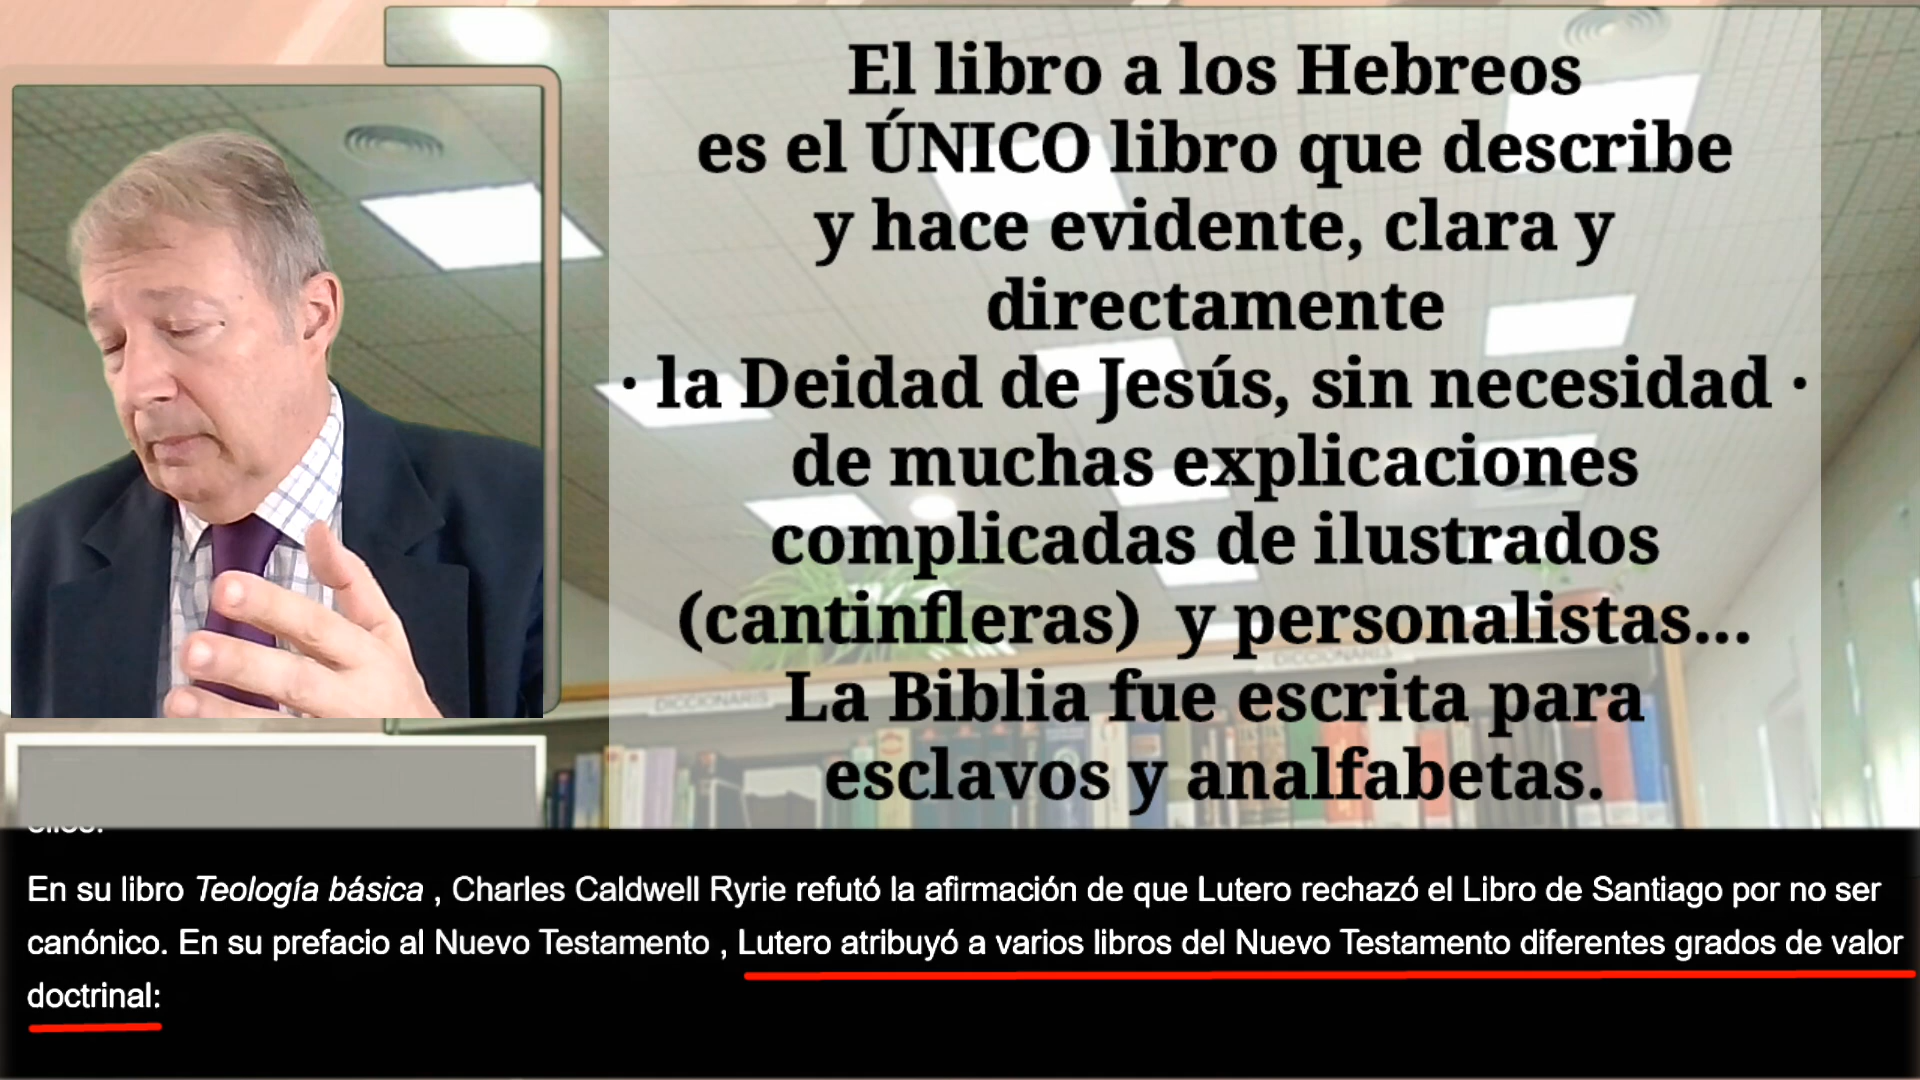 El libro a los Hebreos
es el ÚNICO libro que describe
y hace evidente, clara y
directamente
· la Deidad de Jesús, sin necesidad ·
de muchas explicaciones
complicadas de ilustrados
(cantinfleras) y personalistas...
La Biblia fue escrita para
esclavos y analfabetas.
DICCIONARIS
DICCIONARIS
En su libro Teología básica , Charles Caldwell Ryrie refutó la afirmación de que Lutero rechazó el Libro de Santiago por no ser
canónico. En su prefacio al Nuevo Testamento , Lutero atribuyó a varios libros del Nuevo Testamento diferentes grados de valor
doctrinal: